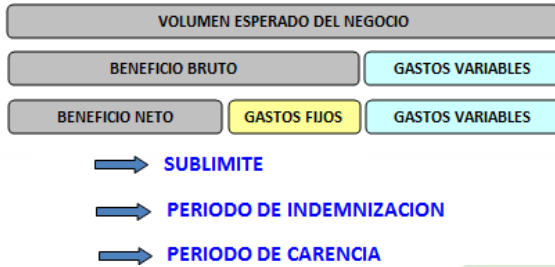 VOLUMEN ESPERADO DEL NEGOCIO
BENEFICIO BRUTO GASTOS VARIABLES
BENEFICIO NETO GASTOS FIJOS GASTOS VARIABLES
SUBLIMITE
PERIODO DE INDEMNIZACION
PERIODO DE CARENCIA